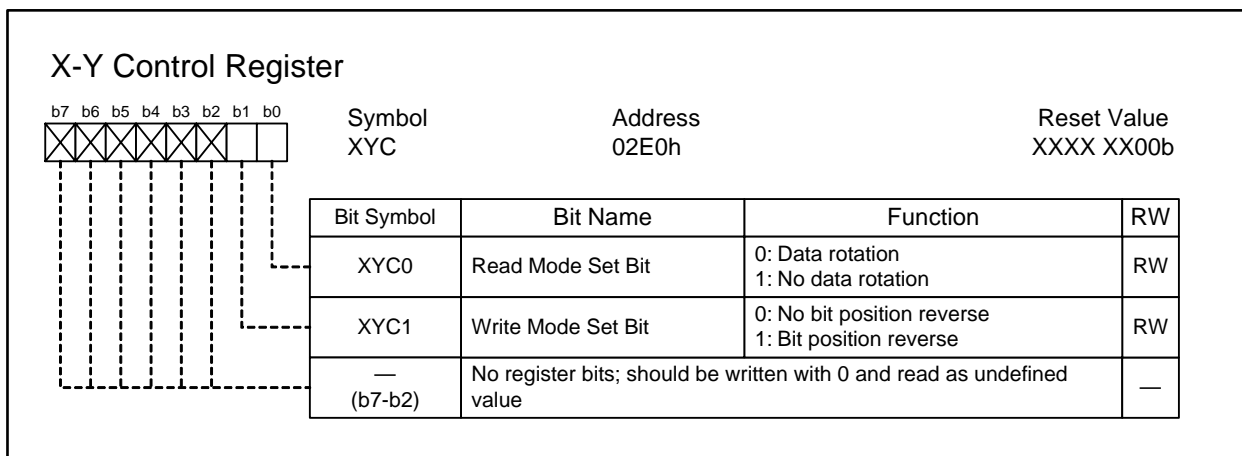 X-Y Control Register
b7 b6 b5 b4 b3 b2 b1 b0
Symbol Address Reset Value
XYC 02E0h XXXX XX00b
Bit Symbol Bit Name Function RW
XYC0 Read Mode Set Bit 0: Data rotation RW
1: No data rotation
XYC1 Write Mode Set Bit 0: No bit position reverse RW
1: Bit position reverse
— No register bits; should be written with 0 and read as undefined —
(b7-b2) value